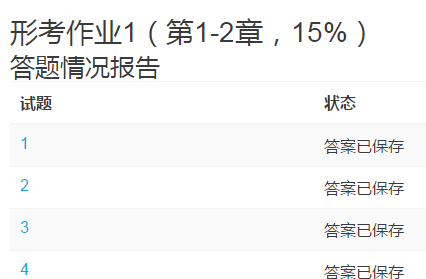 形考作业1（第1-2章，15%）
答题情况报告
试题 状态
1 答案已保存
2 答案已保存
3 答案已保存
4 答案已保存